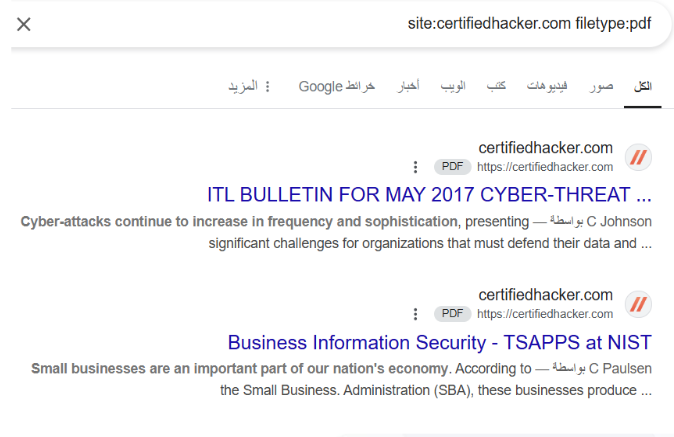 site:certifiedhacker.com filetype:pdf
الكل صور فيديوهات كتب الويب أخبار خرائط Google المزيد
certifiedhacker.com
https://certifiedhacker.com PDF
ITL BULLETIN FOR MAY 2017 CYBER-THREAT ...
Cyber-attacks continue to increase in frequency and sophistication, presenting — بواسطة C Johnson
significant challenges for organizations that must defend their data and ...
certifiedhacker.com
https://certifiedhacker.com PDF
Business Information Security - TSAPPS at NIST
Small businesses are an important part of our nation's economy. According to — بواسطة C Paulsen
the Small Business. Administration (SBA), these businesses produce ...